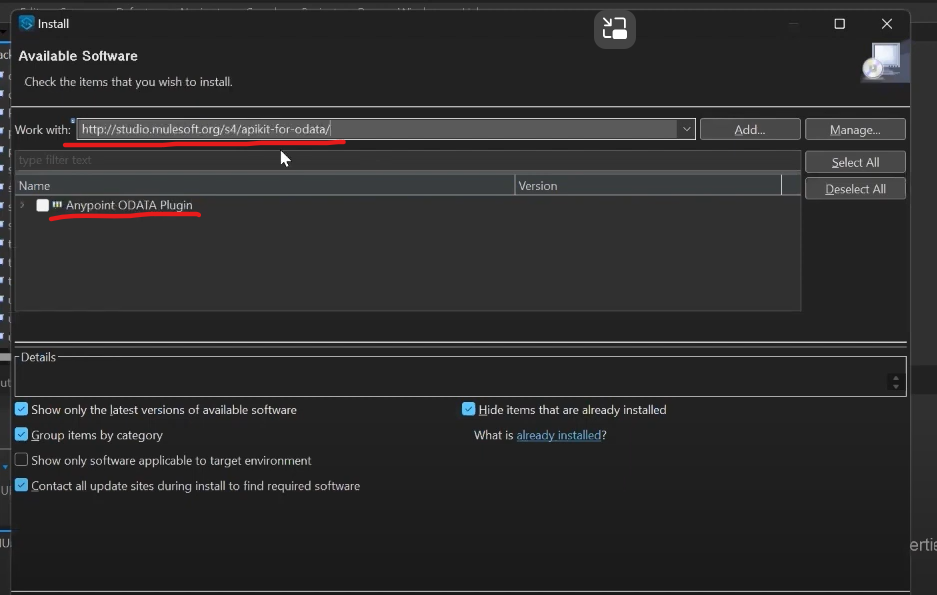 Install
Available Software
Check the items that you wish to install.
Work with: http://studio.mulesoft.org/s4/apikit-for-odata/ Add... Manage...
type filter text Select All
Name Version Deselect All
Anypoint ODATA Plugin
Details
Show only the latest versions of available software Hide items that are already installed
Group items by category What is already installed?
Show only software applicable to target environment
Contact all update sites during install to find required software